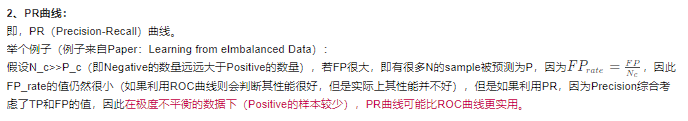 2、PR曲线：
即，PR（Precision-Recall）曲线。
举个例子（例子来自Paper：Learning from eImbalanced Data）：
假设N_c>>P_c（即Negative的数量远远大于Positive的数量），若FP很大，即有很多N的sample被预测为P，因为FP_{rate} = \frac{FP}{Nc}，因此
FP_rate的值仍然很小（如果利用ROC曲线则会判断其性能很好，但是实际上其性能并不好），但是如果利用PR，因为Precision综合考
虑了TP和FP的值，因此在极度不平衡的数据下（Positive的样本较少），PR曲线可能比ROC曲线更实用。